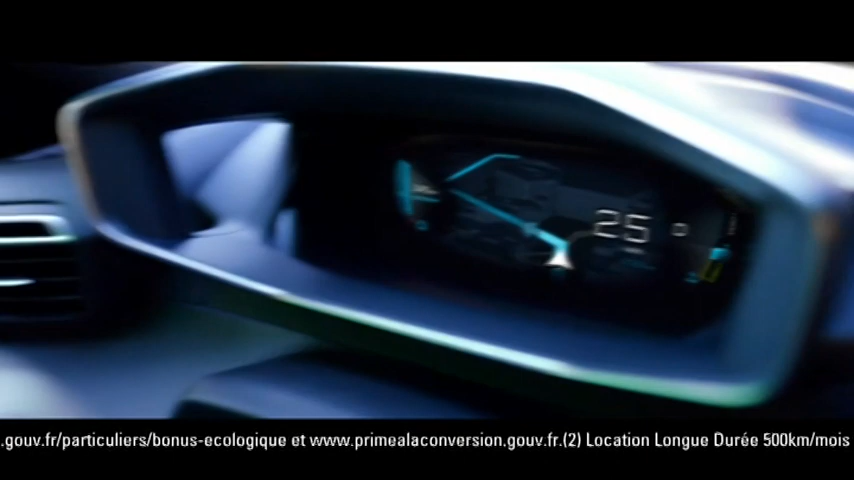 25
.gouv.fr/particuliers/bonus-ecologique et www.primealaconversion.gouv.fr.(2) Location Longue Durée 500km/mois